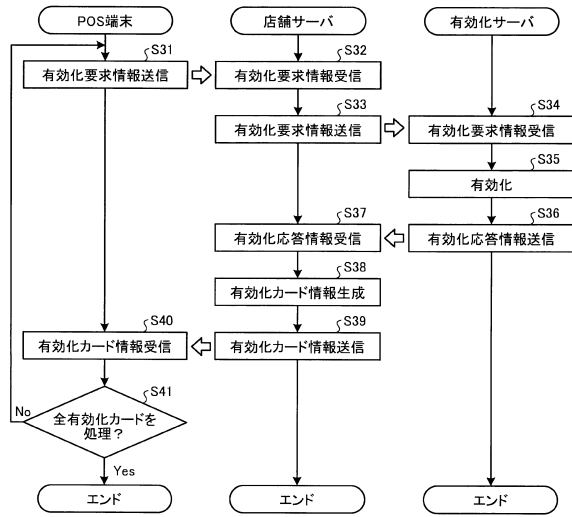 POS端末
店舗サーバ
有効化サーバ
S31
有効化要求情報送信
S32
有効化要求情報受信
S33
有効化要求情報送信
S34
有効化要求情報受信
S35
有効化
S36
有効化応答情報送信
S37
有効化応答情報受信
S38
有効化カード情報生成
S39
有効化カード情報送信
S40
有効化カード情報受信
S41
全有効化カードを
処理？
No
Yes
エンド
エンド
エンド